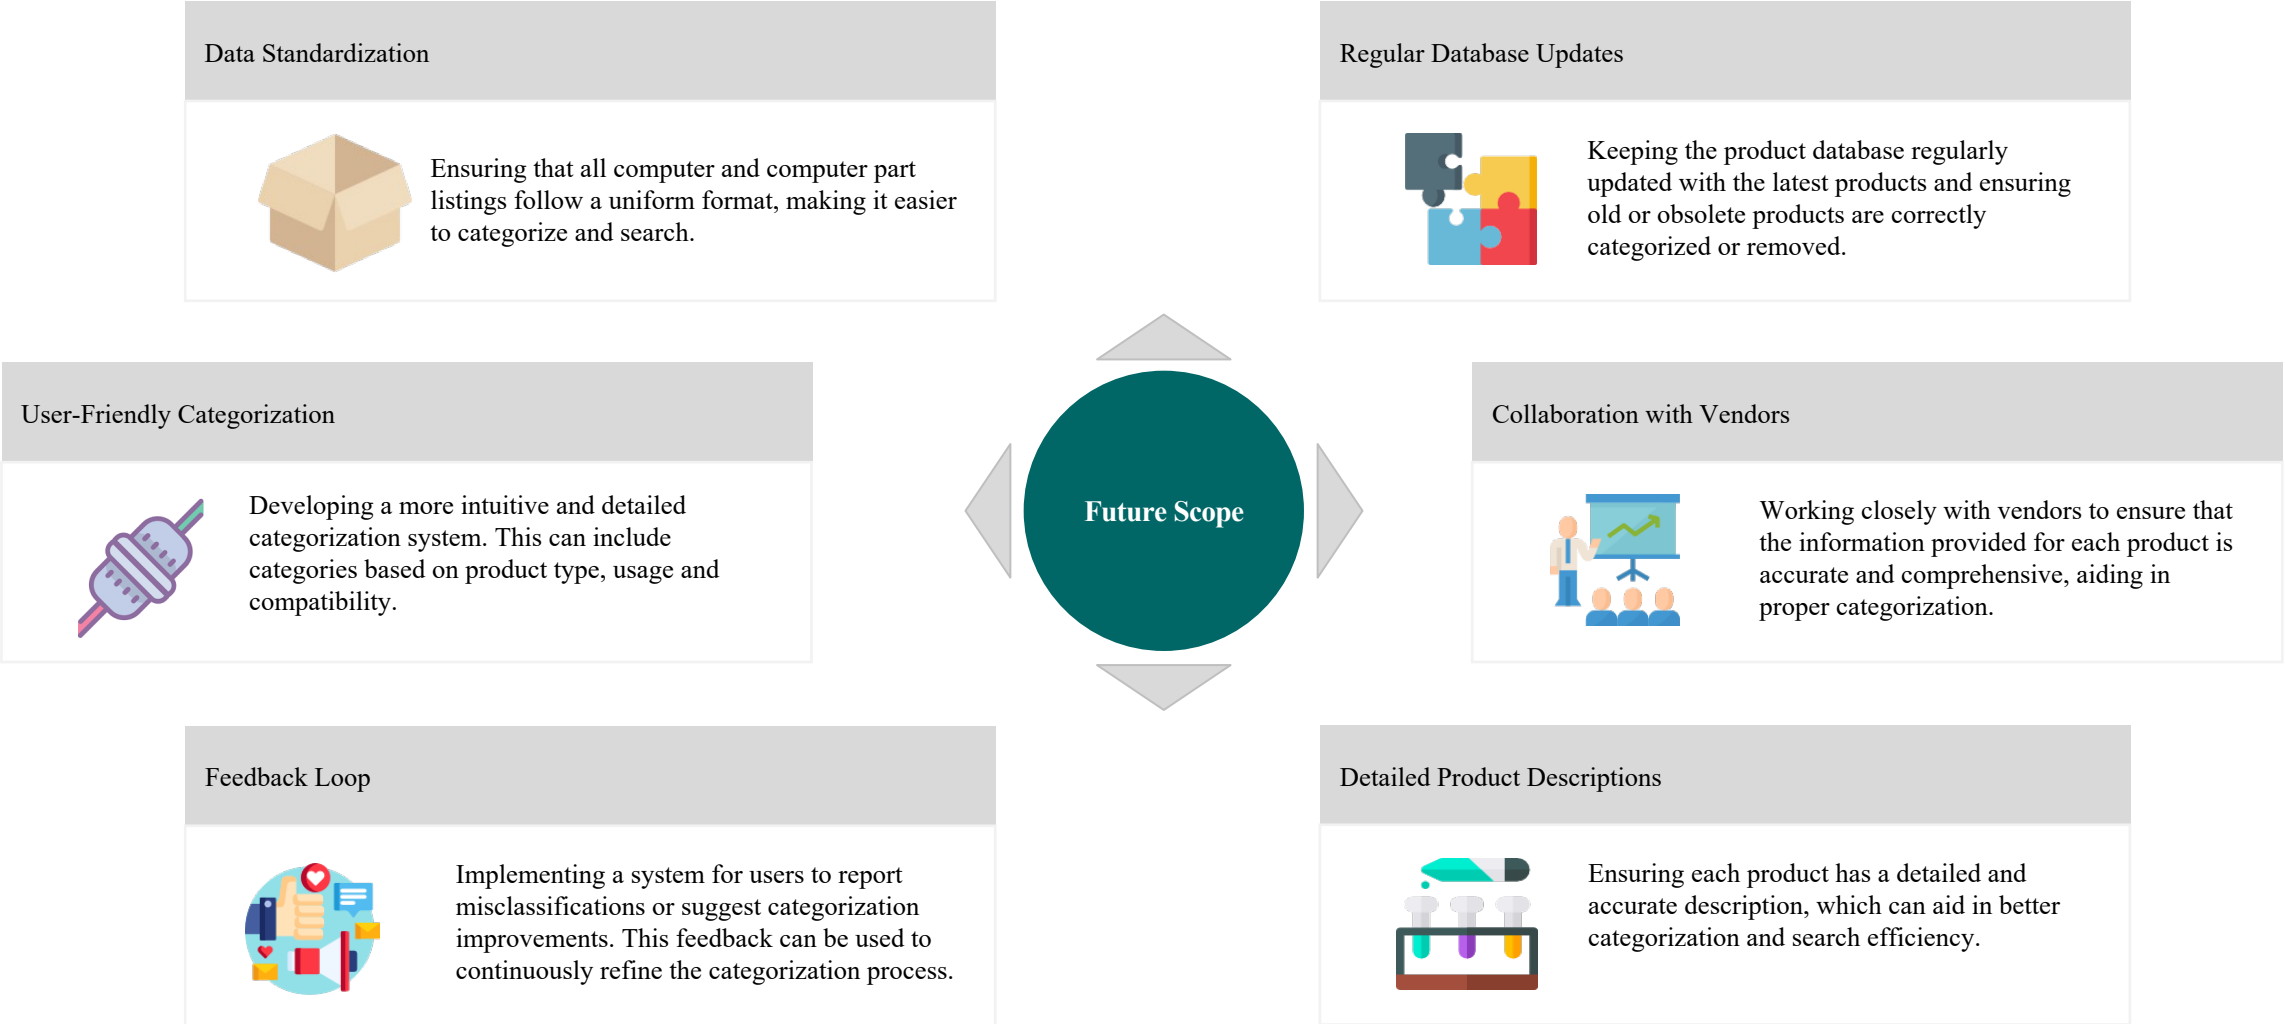 Data Standardization
Ensuring that all computer and computer part
listings follow a uniform format, making it easier
to categorize and search.
Regular Database Updates
Keeping the product database regularly
updated with the latest products and ensuring
old or obsolete products are correctly
categorized or removed.
User-Friendly Categorization
Developing a more intuitive and detailed
categorization system. This can include
categories based on product type, usage and
compatibility.
Future Scope
Collaboration with Vendors
Working closely with vendors to ensure that
the information provided for each product is
accurate and comprehensive, aiding in
proper categorization.
Feedback Loop
Implementing a system for users to report
misclassifications or suggest categorization
improvements. This feedback can be used to
continuously refine the categorization process.
Detailed Product Descriptions
Ensuring each product has a detailed and
accurate description, which can aid in better
categorization and search efficiency.